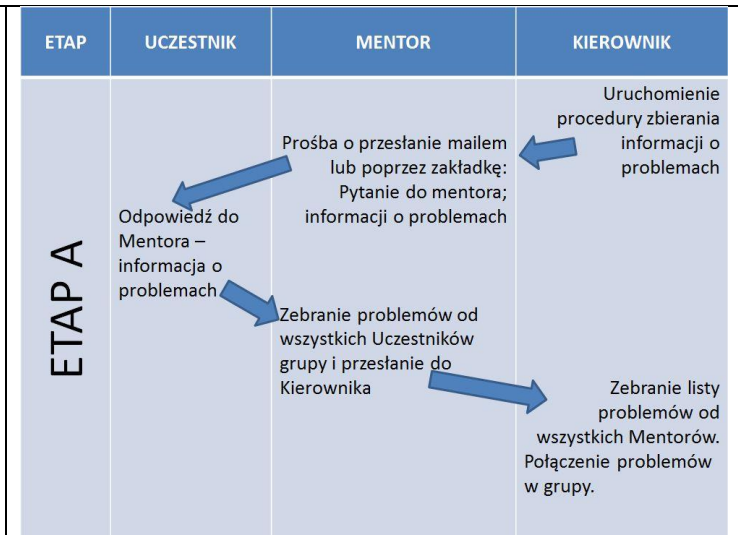 ETAP
UCZESTNIK
MENTOR
KIEROWNIK
ETAP A
Uruchomienie
procedury zbierania
informacji o
problemach
Prośba o przesłanie mailem
lub poprzez zakładkę:
Pytanie do mentora;
informacji o problemach
Odpowiedź do
Mentora –
informacja o
problemach
Zebranie problemów od
wszystkich Uczestników
grupy i przesłanie do
Kierownika
Zebranie listy
problemów od
wszystkich Mentorów.
Połączenie problemów
w grupy.